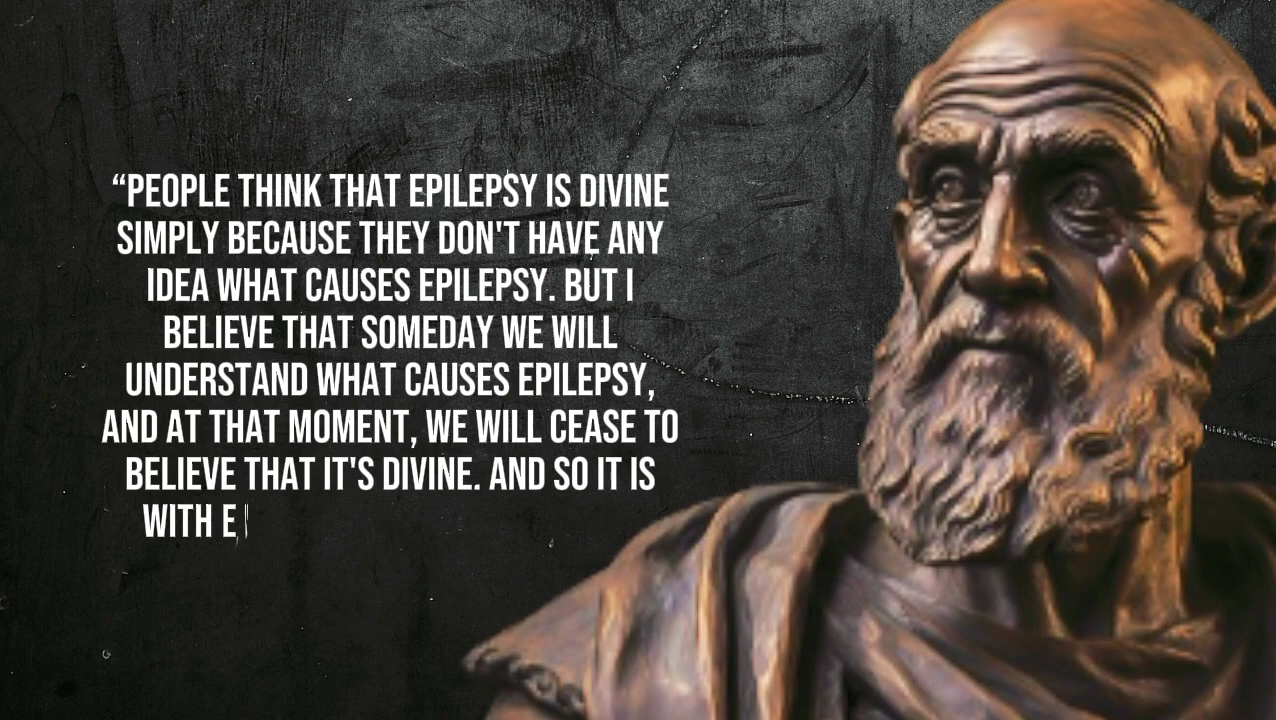 “PEOPLE THINK THAT EPILEPSY IS DIVINE
SIMPLY BECAUSE THEY DON'T HAVE ANY
IDEA WHAT CAUSES EPILEPSY. BUT I
BELIEVE THAT SOMEDAY WE WILL
UNDERSTAND WHAT CAUSES EPILEPSY,
AND AT THAT MOMENT, WE WILL CEASE TO
BELIEVE THAT IT'S DIVINE. AND SO IT IS
WITH E